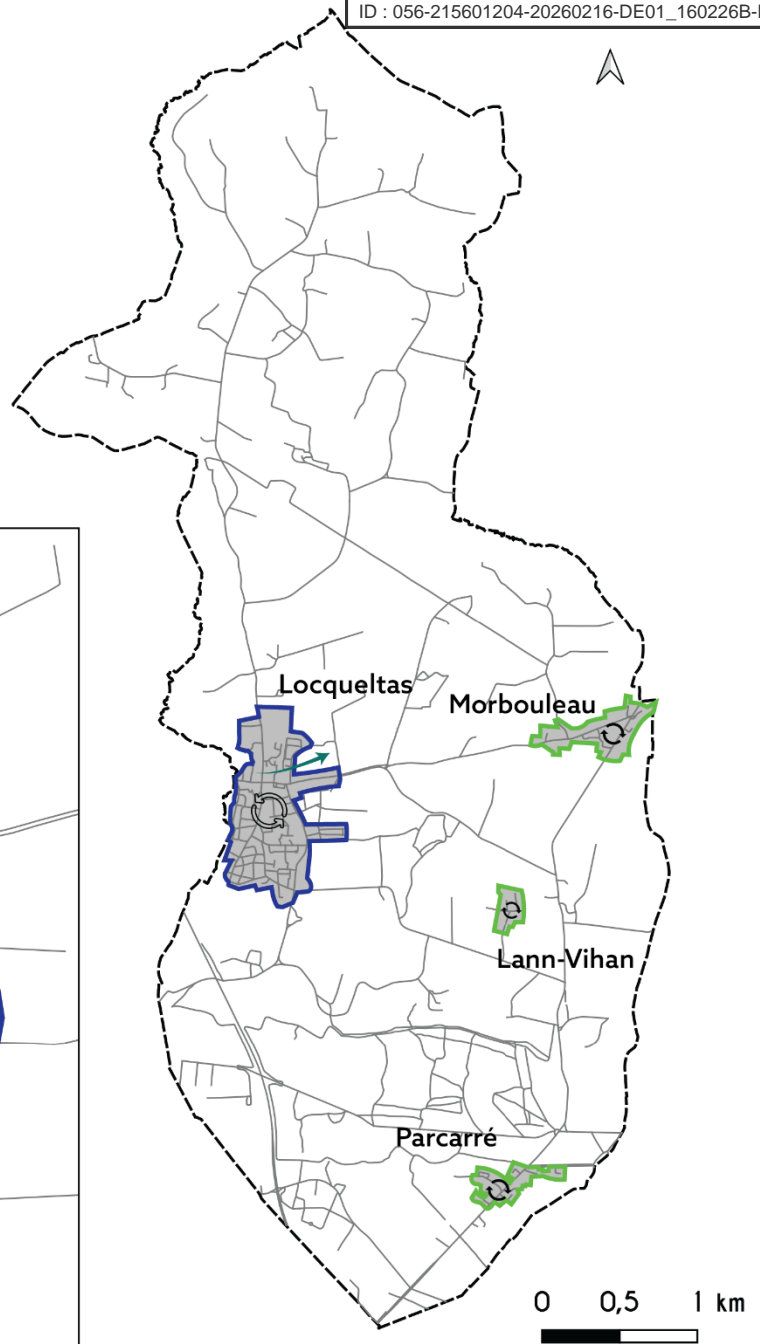 ID : 056-215601204-20260216-DE01_160226B-
Locqueltas
Morbouleau
Lann-Vihan
Parcarré
0 0,5 1 km